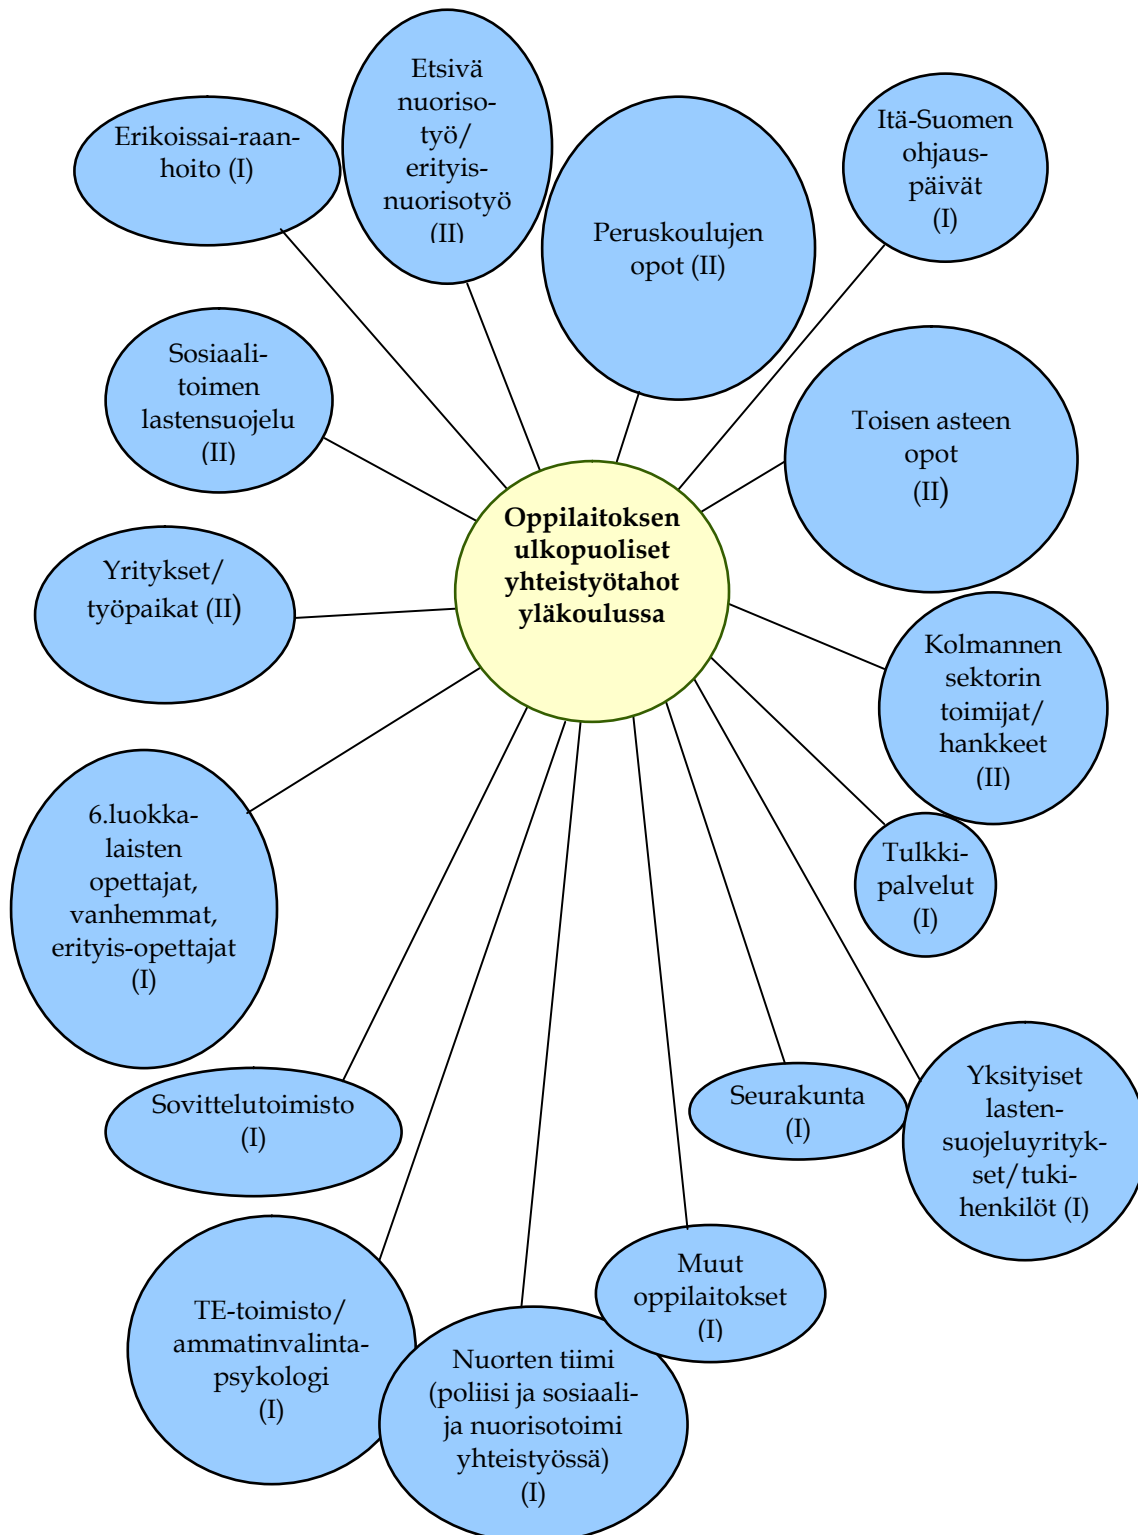 Etsivä
nuoriso-
työ/
erityis-
nuorisotyö
(II)
Erikoissai-raan-
hoito (I)
Itä-Suomen
ohjaus-
päivät
(I)
Peruskoulujen
opot (II)
Sosiaali-
toimen
lastensuojelu
(II)
Toisen asteen
opot
(II)
Oppilaitoksen
ulkopuoliset
yhteistyötahot
yläkoulussa
Yritykset/
työpaikat (II)
Kolmannen
sektorin
toimijat/
hankkeet
(II)
6.luokka-
laisten
opettajat,
vanhemmat,
erityis-opettajat
(I)
Tulkki-
palvelut
(I)
Sovittelutoimisto
(I)
Seurakunta
(I)
Yksityiset
lasten-
suojeluyrityk-
set/tuki-
henkilöt (I)
Muut
oppilaitokset
(I)
TE-toimisto/
ammatinvalinta-
psykologi
(I)
Nuorten tiimi
(poliisi ja sosiaali-
ja nuorisotoimi
yhteistyössä)
(I)